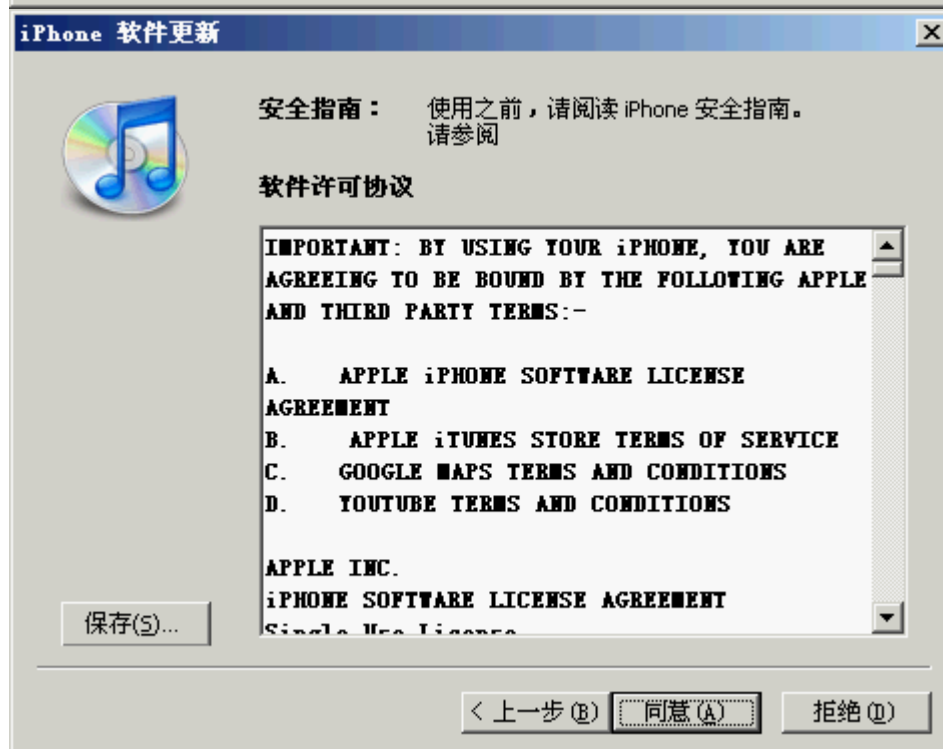 iPhone 软件更新
安全指南： 使用之前，请阅读 iPhone 安全指南。
请参阅
软件许可协议
IMPORTANT: BY USING YOUR iPHONE, YOU ARE
AGREEING TO BE BOUND BY THE FOLLOWING APPLE
AND THIRD PARTY TERMS:-
A. APPLE iPHONE SOFTWARE LICENSE
AGREEMENT
B. APPLE iTUNES STORE TERMS OF SERVICE
C. GOOGLE MAPS TERMS AND CONDITIONS
D. YOUTUBE TERMS AND CONDITIONS
APPLE INC.
iPHONE SOFTWARE LICENSE AGREEMENT
Single Use License
保存(S)...
< 上一步(B) 同意(A) 拒绝(D)